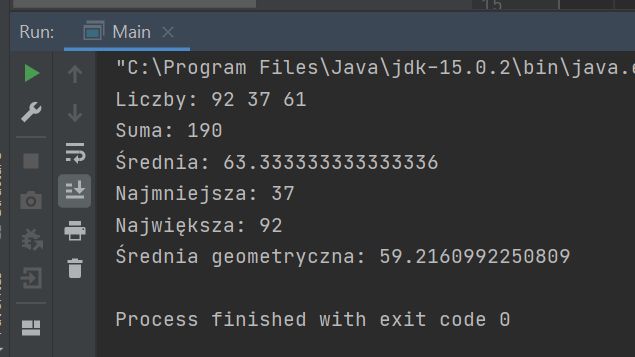 15
Run:
Main
"C:\Program Files\Java\jdk-15.0.2\bin\java.e
Liczby: 92 37 61
Suma: 190
Średnia: 63.333333333333336
Najmniejsza: 37
Największa: 92
Średnia geometryczna: 59.2160992250809
Process finished with exit code 0